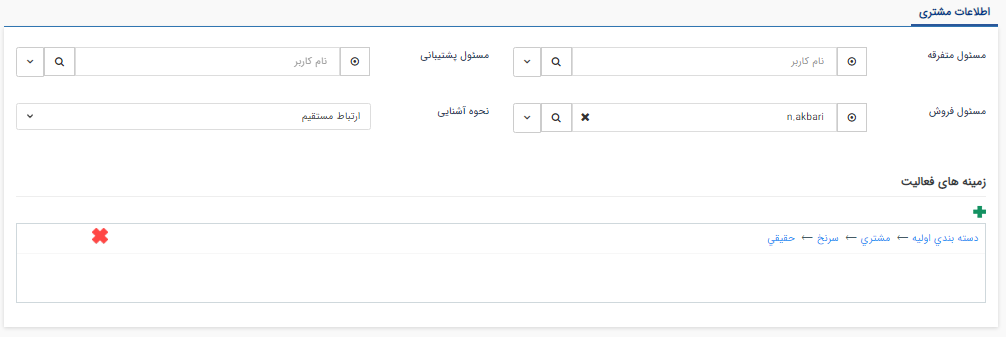 اطلاعات مشتری
مسئول متفرقه نام کاربر مسئول پشتیبانی نام کاربر
مسئول فروش n.akbari نحوه آشنایی ارتباط مستقیم
زمینه های فعالیت
دسته بندي اوليه ← مشتري ← سرنخ ← حقيقي